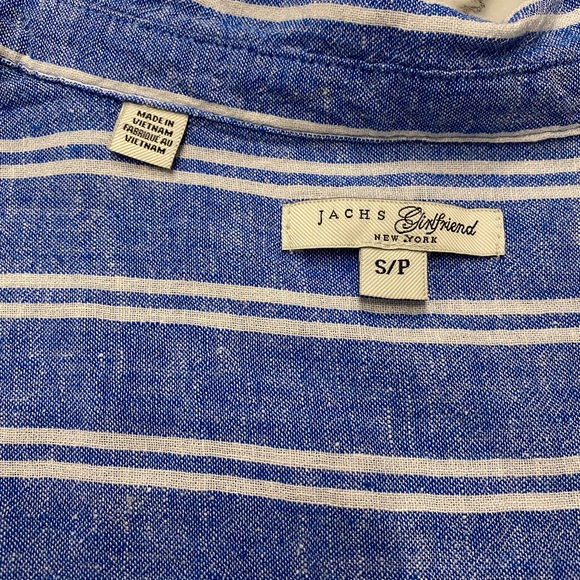 MADE IN
VIETNAM
FABRIQUÉ AU
VIETNAM
JACHS Girlfriend
NEW YORK
S/P